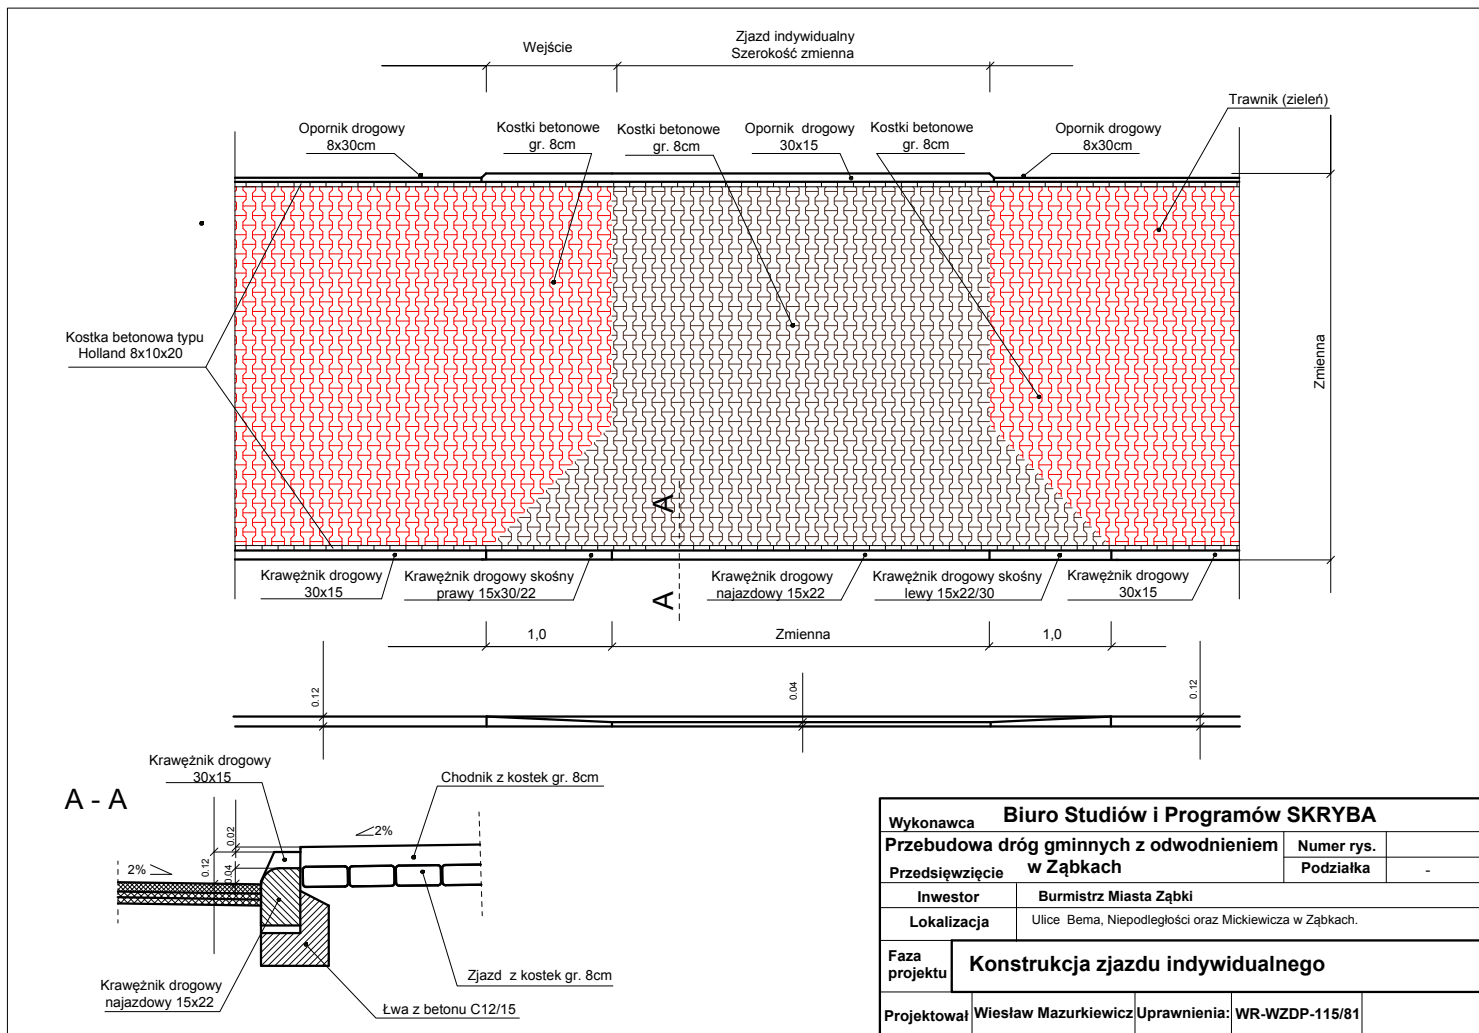 Wejście
Zjazd indywidualny
Szerokość zmienna
Trawnik (zieleń)
Opornik drogowy
8x30cm
Kostki betonowe
gr. 8cm
Kostki betonowe
gr. 8cm
Opornik drogowy
30x15
Kostki betonowe
gr. 8cm
Opornik drogowy
8x30cm
Kostka betonowa typu
Holland 8x10x20
Zmienna
A
A
Krawężnik drogowy
30x15
Krawężnik drogowy skośny
prawy 15x30/22
Krawężnik drogowy
najazdowy 15x22
Krawężnik drogowy skośny
lewy 15x22/30
Krawężnik drogowy
30x15
1,0
Zmienna
1,0
0.12
0.04
0.12
A - A
Krawężnik drogowy
30x15
Chodnik z kostek gr. 8cm
2%
2%
0.12
0.02
0.04
Krawężnik drogowy
najazdowy 15x22
Zjazd z kostek gr. 8cm
Łwa z betonu C12/15
Wykonawca Biuro Studiów i Programów SKRYBA
Przedsięwzięcie
Przebudowa dróg gminnych z odwodnieniem
w Ząbkach
Numer rys.
Podziałka -
Inwestor Burmistrz Miasta Ząbki
Lokalizacja Ulice Bema, Niepodległości oraz Mickiewicza w Ząbkach.
Faza
projektu
Konstrukcja zjazdu indywidualnego
Projektował Wiesław Mazurkiewicz Uprawnienia: WR-WZDP-115/81